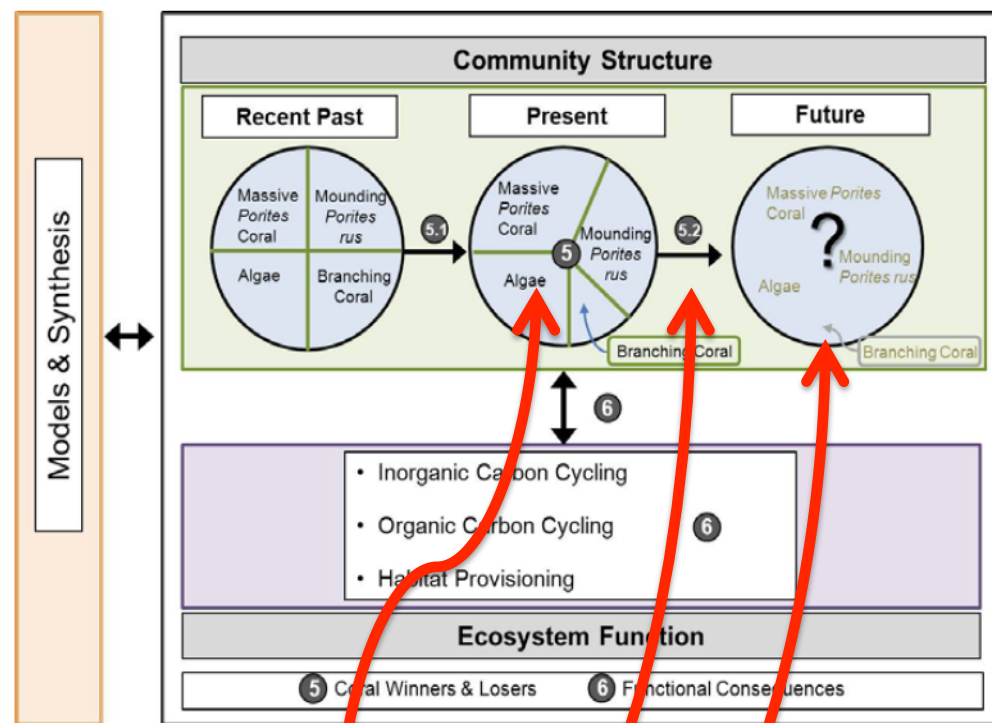 Models & Synthesis
Community Structure
Recent Past
Present
Future
Massive
Porites
Coral
Mounding
Porites
rus
Algae
Branching
Coral
5.1
Massive
Porites
Coral
Mounding
Porites
rus
5
Algae
Branching Coral
5.2
Massive Porites
Coral
?
Mounding
Porites rus
Algae
Branching Coral
6
• Inorganic Carbon Cycling
• Organic Carbon Cycling
• Habitat Provisioning
6
Ecosystem Function
5 Coral Winners & Losers
6 Functional Consequences